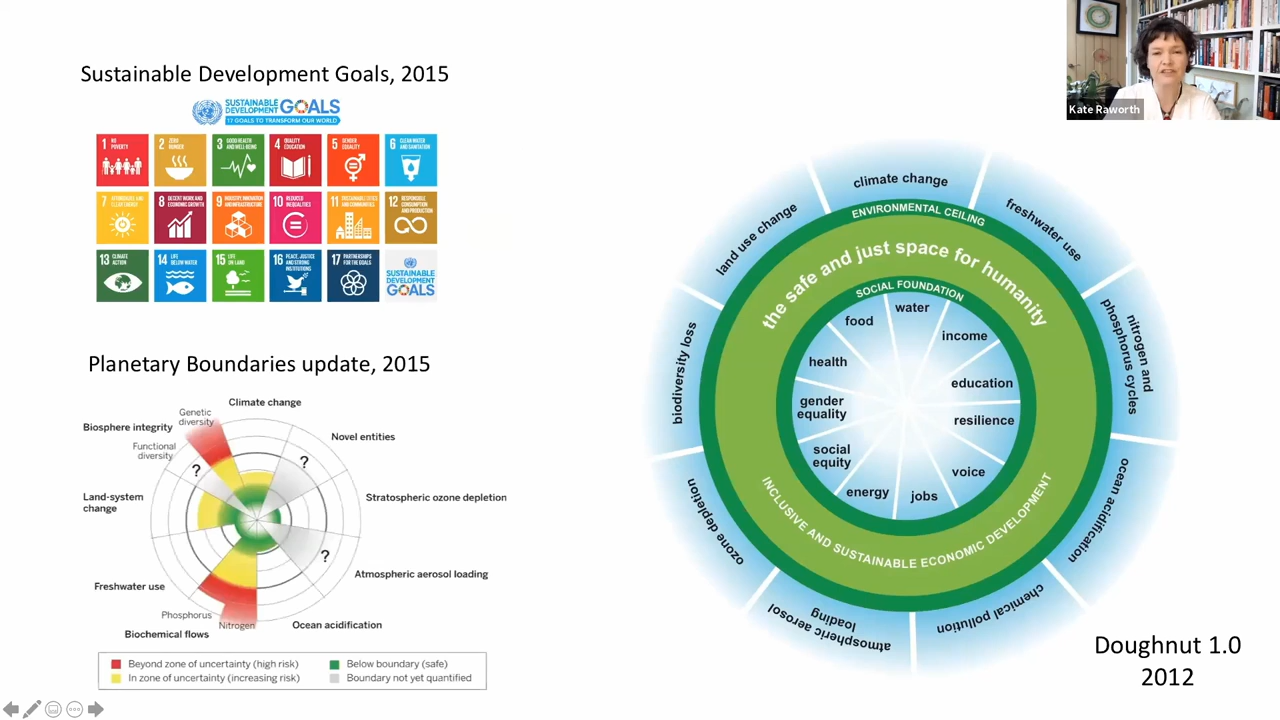 Sustainable Development Goals, 2015
SUSTAINABLE
DEVELOPMENT
GOALS
17 GOALS TO TRANSFORM OUR WORLD
1 NO
POVERTY
2 ZERO
HUNGER
3 GOOD HEALTH
AND WELL-BEING
4 QUALITY
EDUCATION
5 GENDER
EQUALITY
6 CLEAN WATER
AND SANITATION
7 AFFORDABLE AND
CLEAN ENERGY
8 DECENT WORK AND
ECONOMIC GROWTH
9 INDUSTRY, INNOVATION
AND INFRASTRUCTURE
10 REDUCED
INEQUALITIES
11 SUSTAINABLE CITIES
AND COMMUNITIES
12 RESPONSIBLE
CONSUMPTION
AND PRODUCTION
13 CLIMATE
ACTION
14 LIFE
BELOW WATER
15 LIFE
ON LAND
16 PEACE, JUSTICE
AND STRONG
INSTITUTIONS
17 PARTNERSHIPS
FOR THE GOALS
SUSTAINABLE
DEVELOPMENT
GOALS
Planetary Boundaries update, 2015
Climate change
Genetic
diversity
Biosphere integrity
Functional
diversity
Novel entities
?
?
Land-system
change
Stratospheric ozone depletion
?
Atmospheric aerosol loading
Freshwater use
Phosphorus
Nitrogen
Biochemical flows
Ocean acidification
Beyond zone of uncertainty (high risk)
In zone of uncertainty (increasing risk)
Below boundary (safe)
Boundary not yet quantified
Kate Raworth
climate change
freshwater use
nitrogen and
phosphorus cycles
ocean acidification
chemical pollution
atmospheric aerosol
loading
ozone depletion
biodiversity loss
land use change
ENVIRONMENTAL CEILING
the safe and just space for humanity
SOCIAL FOUNDATION
water
income
education
resilience
voice
jobs
energy
social
equity
gender
equality
health
food
INCLUSIVE AND SUSTAINABLE ECONOMIC DEVELOPMENT
Doughnut 1.0
2012